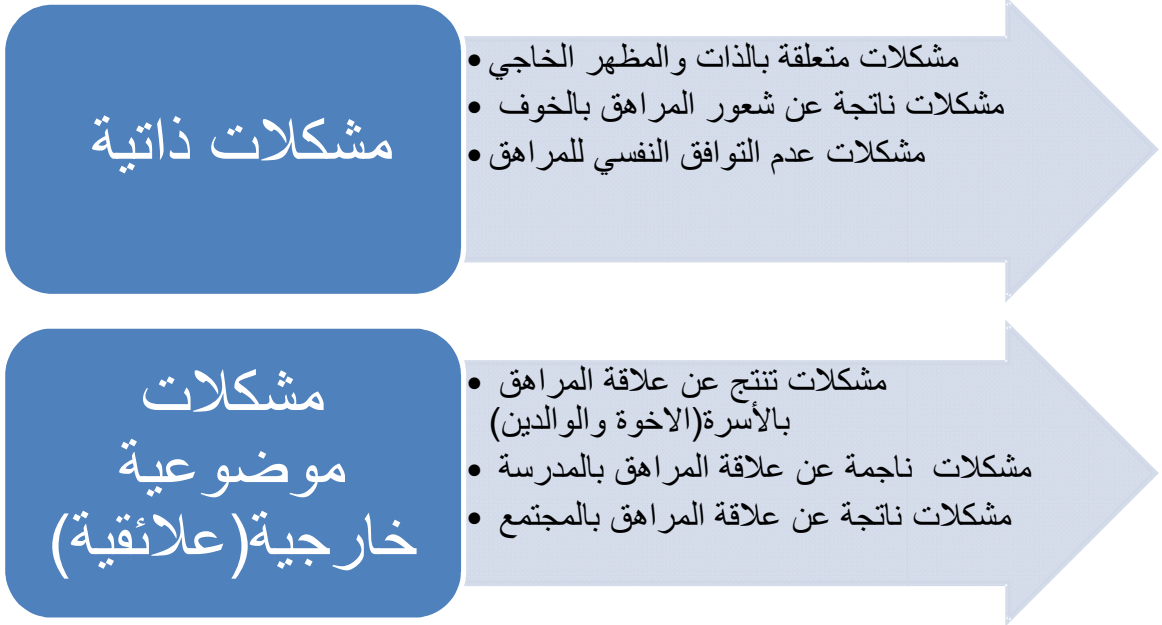 مشكلات ذاتية
• مشكلات متعلقة بالذات والمظهر الخاجي
• مشكلات ناتجة عن شعور المراهق بالخوف
• مشكلات عدم التوافق النفسي للمراهق
مشكلات
موضوعية
خارجية(علائقية)
• مشكلات تنتج عن علاقة المراهق
بالأسرة(الاخوة والوالدين)
• مشكلات ناجمة عن علاقة المراهق بالمدرسة
• مشكلات ناتجة عن علاقة المراهق بالمجتمع